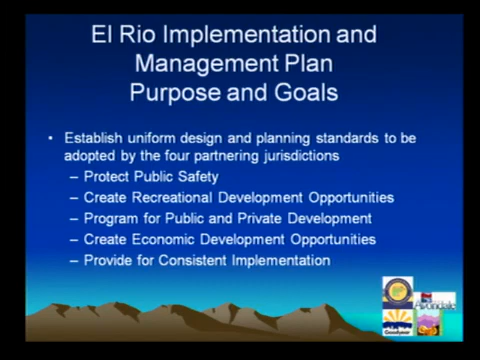 El Rio Implementation and
Management Plan
Purpose and Goals
• Establish uniform design and planning standards to be
adopted by the four partnering jurisdictions
– Protect Public Safety
– Create Recreational Development Opportunities
– Program for Public and Private Development
– Create Economic Development Opportunities
– Provide for Consistent Implementation
Avondale